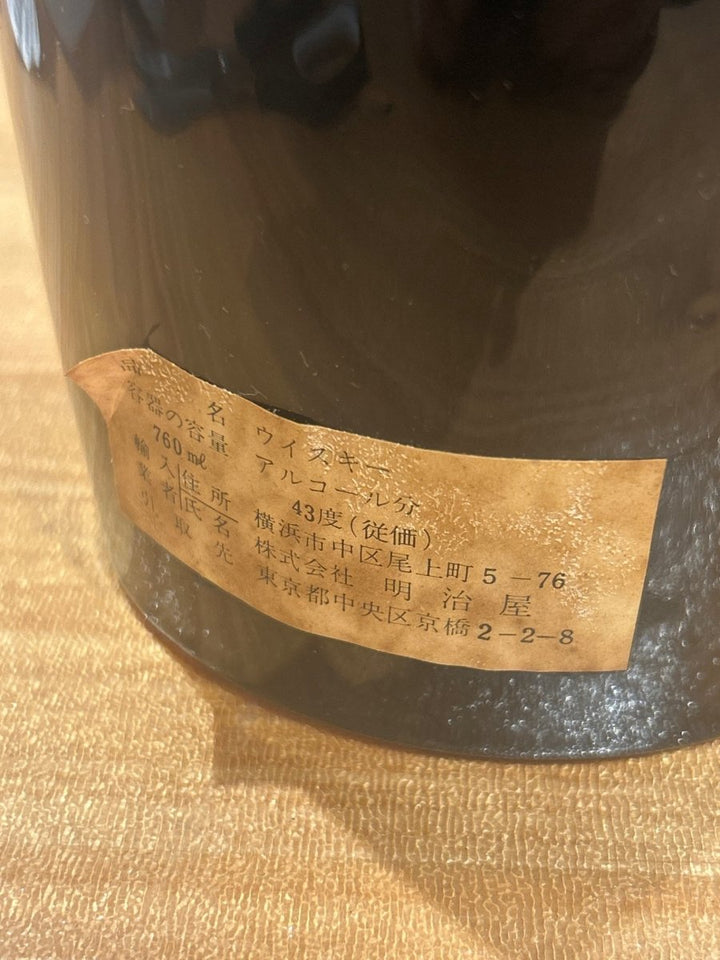 品 名 ウイスキー
容器の容量 アルコール分
760㎖ 43度(従価)
輸入業者 住所 横浜市中区尾上町5-76
氏名 株式会社 明治屋
引取先 東京都中央区京橋2-2-8